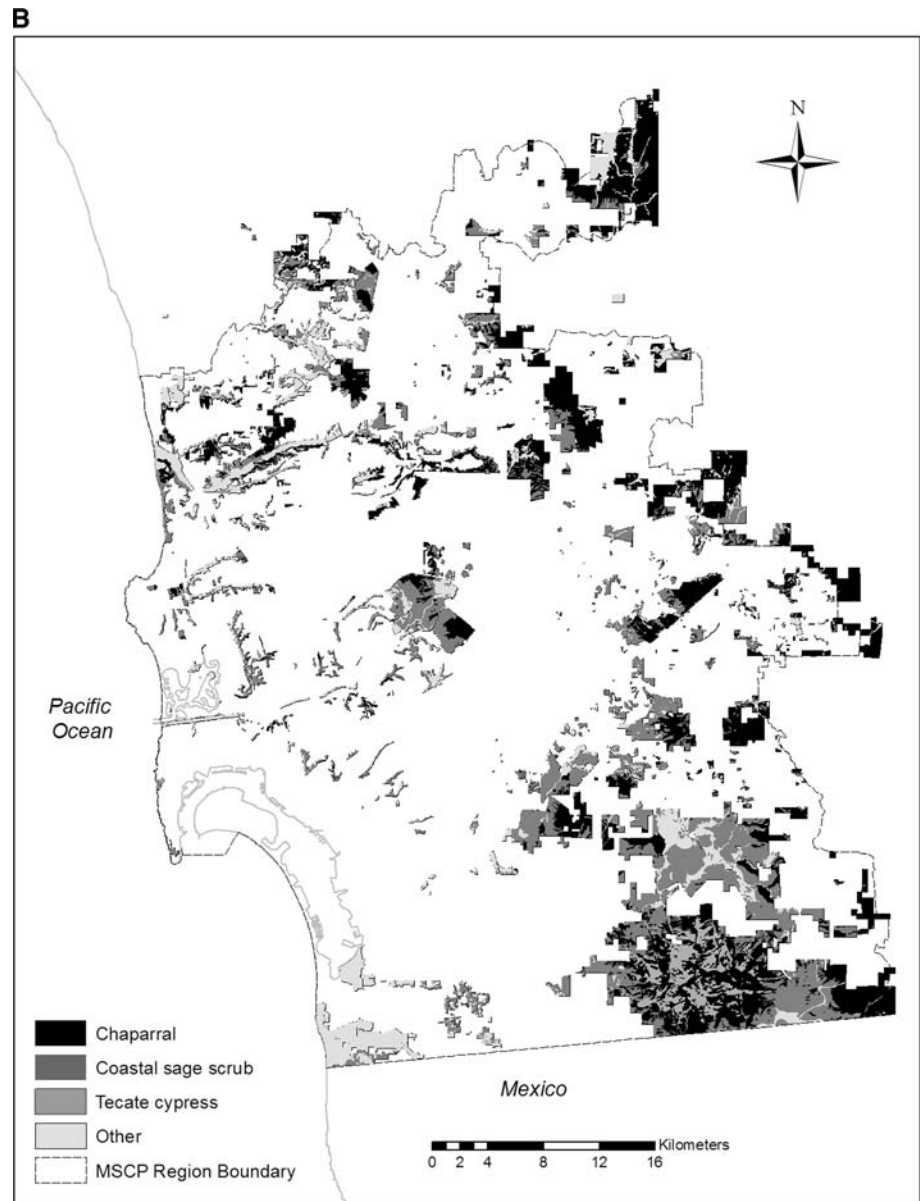 B
N
Pacific
Ocean
Chaparral
Coastal sage scrub
Tecate cypress
Other
MSCP Region Boundary
Mexico
Kilometers
0 2 4 8 12 16